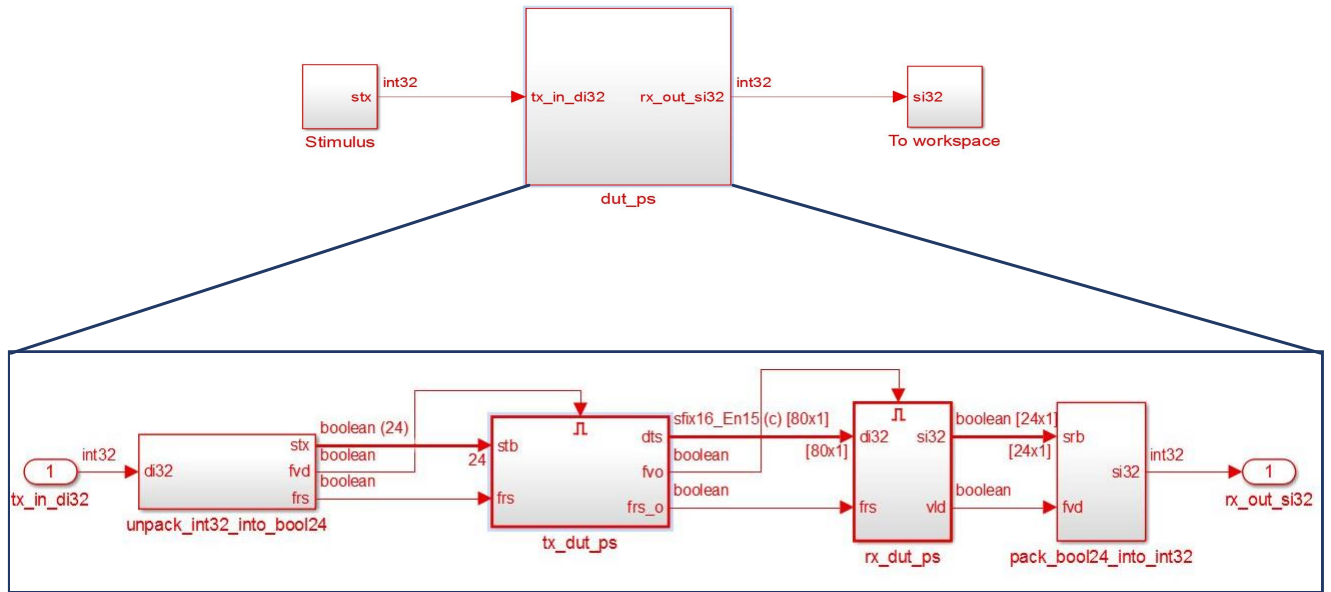 int32
int32
stx
tx_in_di32
rx_out_si32
si32
Stimulus
To workspace
dut_ps
sfix16_En15 (c) [80x1]
boolean (24)
boolean [24x1]
int32
stx
stb
dts
di32
si32
srb
boolean
24
[80x1]
boolean
[24x1]
int32
1
di32
fvd
fvo
si32
1
boolean
boolean
boolean
tx_in_di32
frs
frs
frs_o
frs
vld
fvd
rx_out_si32
unpack_int32_into_bool24
tx_dut_ps
rx_dut_ps
pack_bool24_into_int32